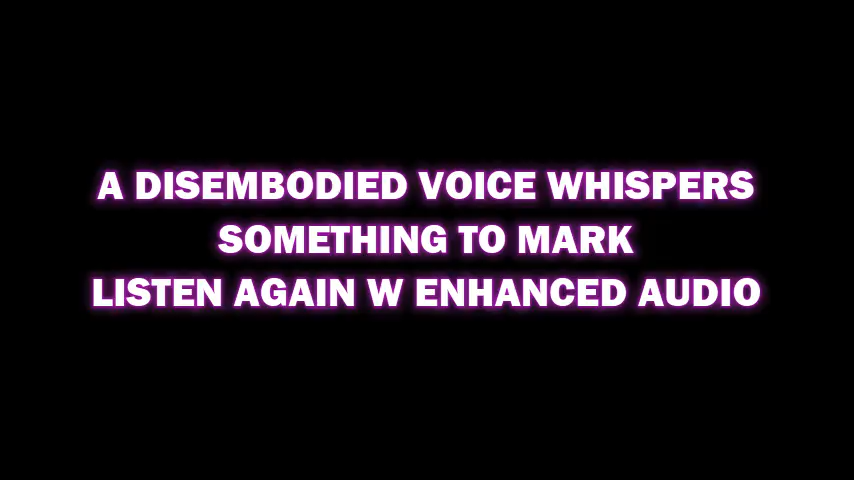 A DISEMBODIED VOICE WHISPERS
SOMETHING TO MARK
LISTEN AGAIN W ENHANCED AUDIO